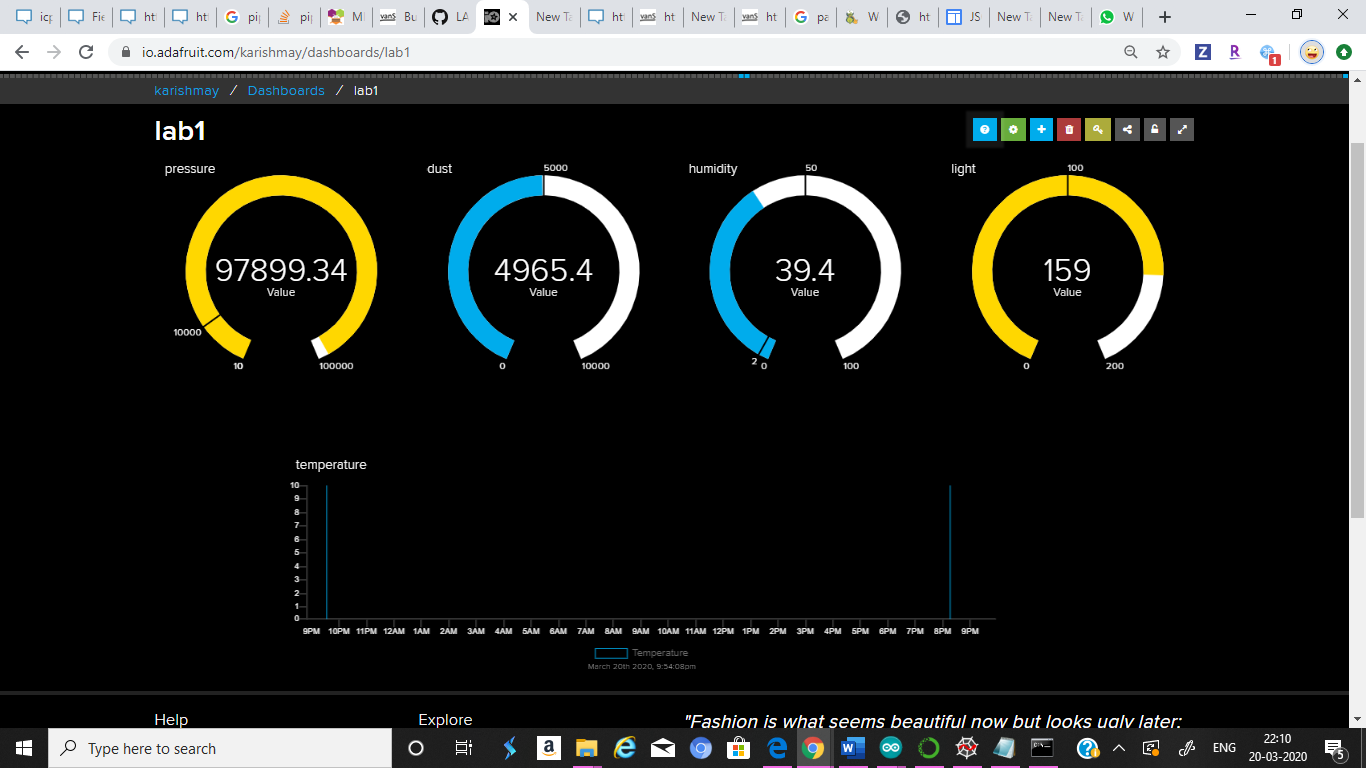 icp
Fie
htt
htt
pip
pip
MI
Bu
LA
New Ta
htt
ht
New Ta
ht
pa
W
ht
JS
New Ta
New Ta
W
io.adafruit.com/karishmay/dashboards/lab1
karishmay / Dashboards / lab1
lab1
pressure
97899.34
Value
10000
10
100000
dust
5000
4965.4
Value
0
10000
humidity
50
39.4
Value
2
0
100
light
100
159
Value
0
200
temperature
10
9
8
7
6
5
4
3
2
1
0
9PM 10PM 11PM 12AM 1AM 2AM 3AM 4AM 5AM 6AM 7AM 8AM 9AM 10AM 11AM 12PM 1PM 2PM 3PM 4PM 5PM 6PM 7PM 8PM 9PM
Temperature
March 20th 2020, 9:54:08pm
Help
Explore
"Fashion is what seems beautiful now but looks ugly later;
Type here to search
ENG
22:10
20-03-2020
5